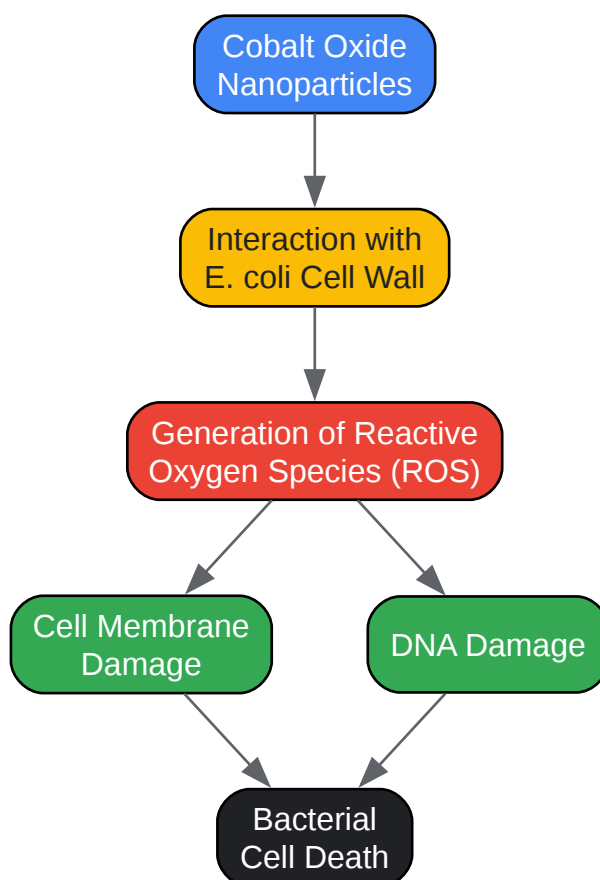 Cobalt Oxide
Nanoparticles
Interaction with
E. coli Cell Wall
Generation of Reactive
Oxygen Species (ROS)
Cell Membrane
Damage
DNA Damage
Bacterial
Cell Death